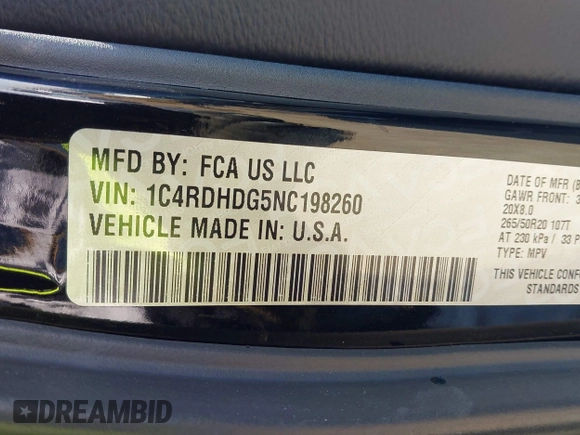 MFD BY: FCA US LLC
VIN: 1C4RDHDG5NC198260
VEHICLE MADE IN: U.S.A.
DATE OF MFR
GAWR FRONT:
20X8.0
265/50R20 107T
AT 230 kPa / 33
TYPE: MPV
THIS VEHICLE
STANDARDS
DREAMBID